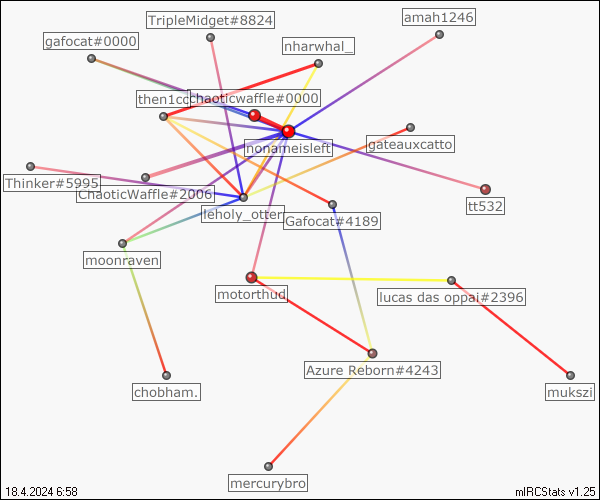 TripleMidget#8824
amah1246
gafocat#0000
nharwhal_
then1cc
chaoticwaffle#0000
nonameisleft
gateauxcatto
Thinker#5995
ChaoticWaffle#2006
tt532
leholy_otter
Gafocat#4189
moonraven
motorthud
lucas das oppai#2396
Azure Reborn#4243
chobham.
mukszi
mercurybro
18.4.2024 6:58
mIRCStats v1.25